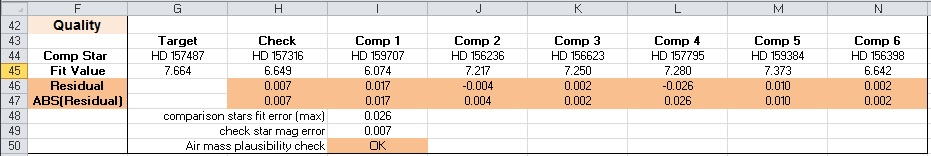 F G H I J K L M N
42 Quality
43 Target Check Comp 1 Comp 2 Comp 3 Comp 4 Comp 5 Comp 6
44 Comp Star HD 157487 HD 157316 HD 159707 HD 156236 HD 156623 HD 157795 HD 159384 HD 156398
45 Fit Value 7.664 6.649 6.074 7.217 7.250 7.280 7.373 6.642
46 Residual 0.007 0.017 -0.004 0.002 -0.026 0.010 0.002
47 ABS(Residual) 0.007 0.017 0.004 0.002 0.026 0.010 0.002
48 comparison stars fit error (max) 0.026
49 check star mag error 0.007
50 Air mass plausibility check OK